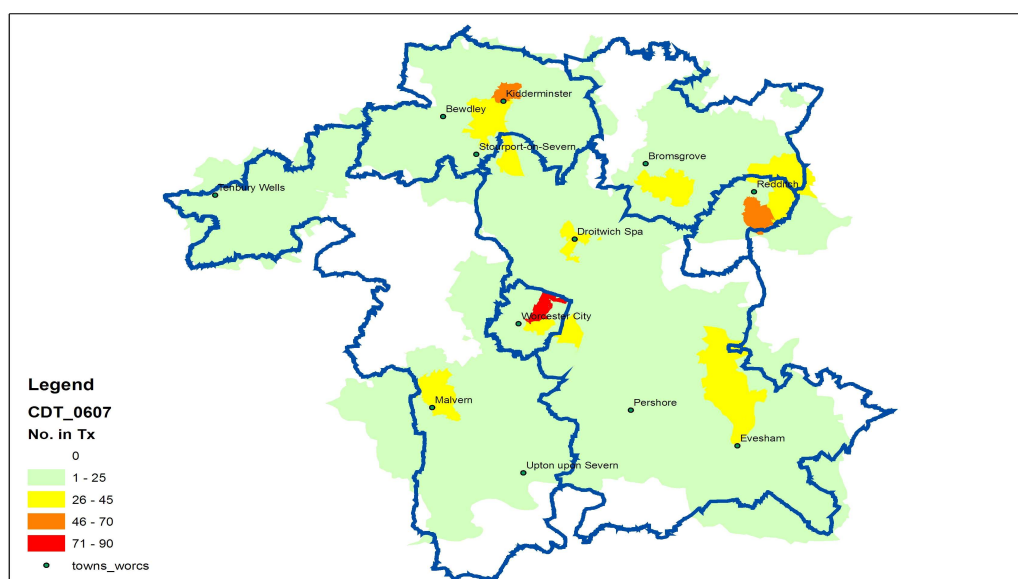 Kidderminster
Bewdley
Stourport-on-Severn
Bromsgrove
Redditch
Tenbury Wells
Droitwich Spa
Worcester City
Malvern
Pershore
Evesham
Upton upon Severn
Legend
CDT_0607
No. in Tx
0
1 - 25
26 - 45
46 - 70
71 - 90
towns_worcs